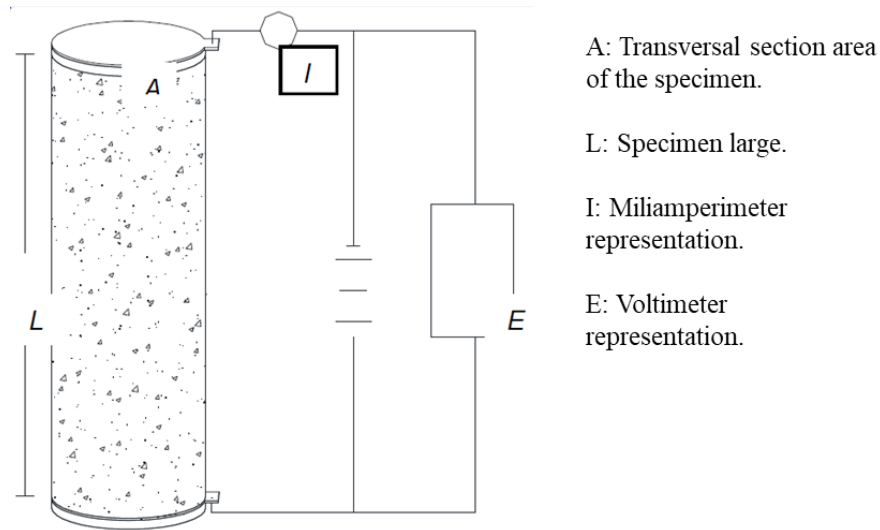 A
I
L
E
A: Transversal section area
of the specimen.
L: Specimen large.
I: Miliamperimeter
representation.
E: Voltimeter
representation.